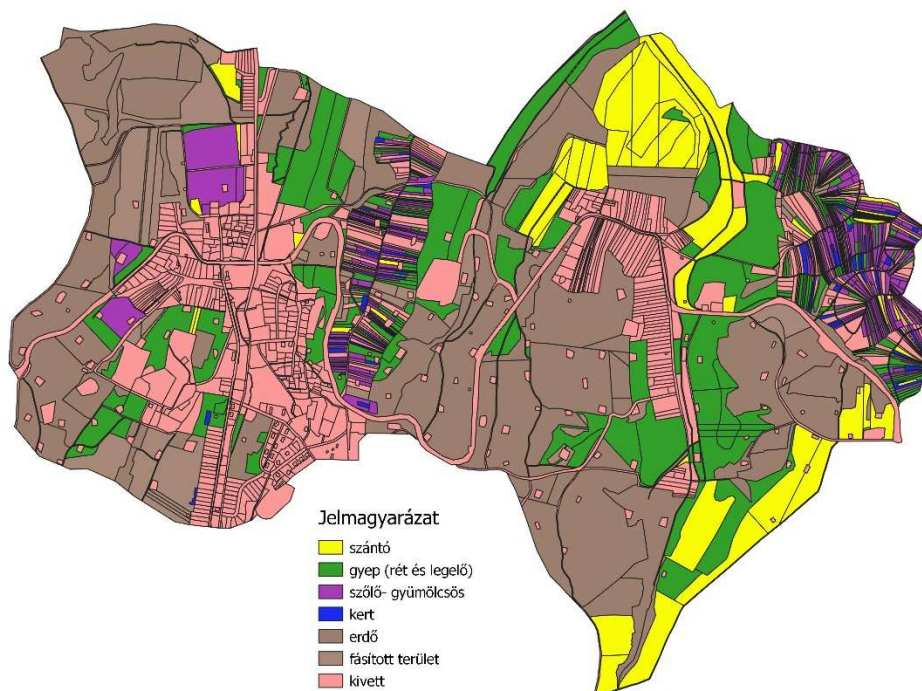 Jelmagyarázat
szántó
gyep (rét és legelő)
szőlő- gyümölcsös
kert
erdő
fásított terület
kivett